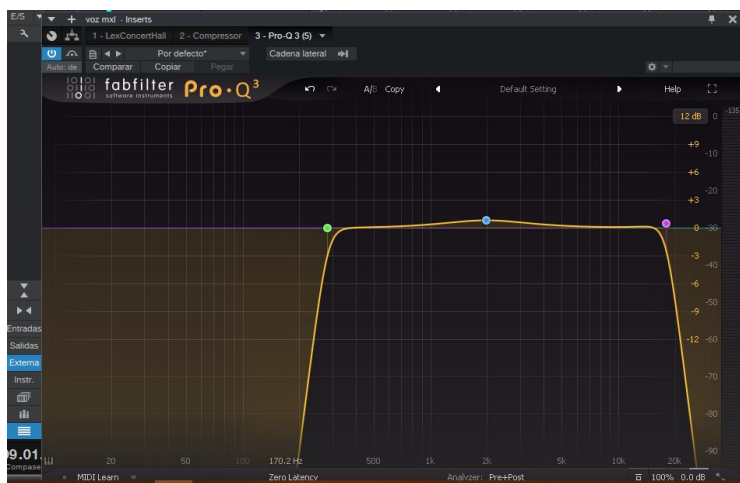 E/S
voz mxl - Inserts
1 - LexConcertHall 2 - Compressor 3 - Pro-Q 3 (5)
Por defecto* Cadena lateral
Auto: de Comparar Copiar Pegar
fabfilter Pro·Q 3
software instruments
A/B Copy Default Setting Help
12 dB 0 -135
+9
-10
+6
-20
+3
0 -30
-3
-40
-6
-50
-9
-12 -60
-70
-80
-90
Entradas
Salidas
Externa
Instr.
9.01
Compase
20 50 100 170.2 Hz 500 1k 2k 5k 10k 20k
MIDI Learn Zero Latency Analyzer: Pre+Post 100% 0.0 dB